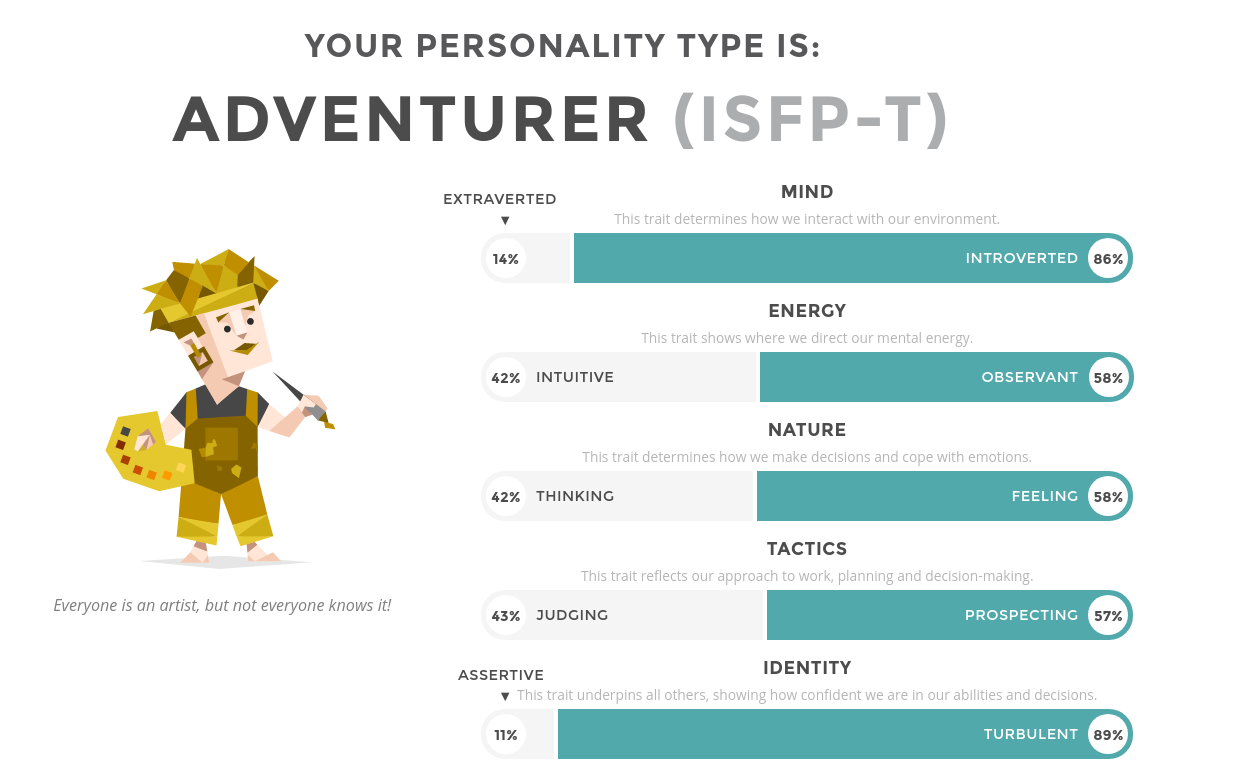 YOUR PERSONALITY TYPE IS:
ADVENTURER (ISFP-T)
MIND
EXTRAVERTED
This trait determines how we interact with our environment.
14% INTROVERTED 86%
ENERGY
This trait shows where we direct our mental energy.
42% INTUITIVE OBSERVANT 58%
NATURE
This trait determines how we make decisions and cope with emotions.
42% THINKING FEELING 58%
TACTICS
This trait reflects our approach to work, planning and decision-making.
43% JUDGING PROSPECTING 57%
Everyone is an artist, but not everyone knows it!
IDENTITY
ASSERTIVE
This trait underpins all others, showing how confident we are in our abilities and decisions.
11% TURBULENT 89%